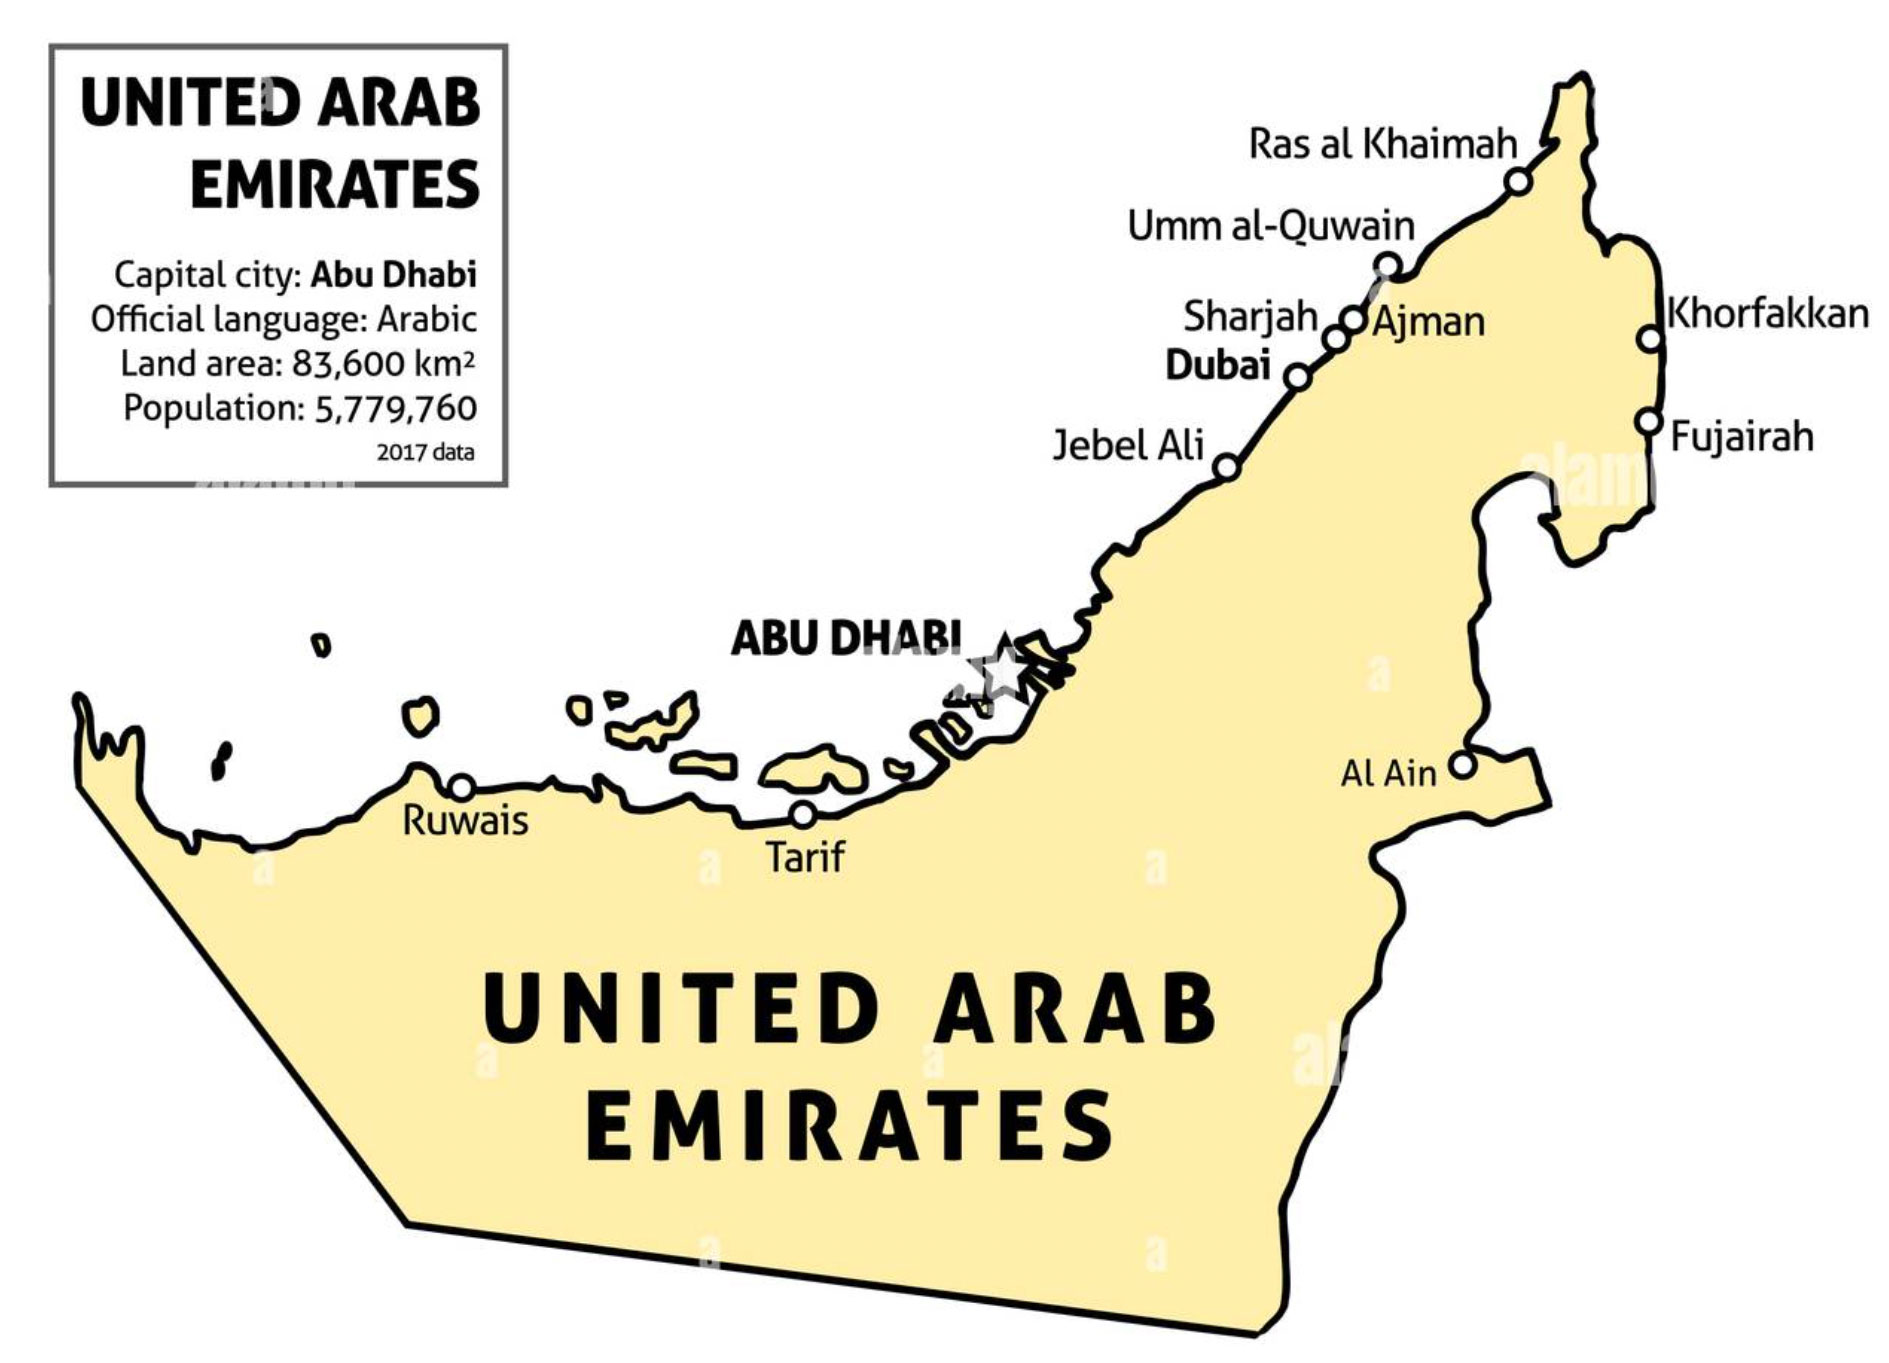 UNITED ARAB
EMIRATES
Capital city: Abu Dhabi
Official language: Arabic
Land area: 83,600 km²
Population: 5,779,760
2017 data
Ras al Khaimah
Umm al-Quwain
Sharjah
Ajman
Khorfakkan
Dubai
Fujairah
Jebel Ali
ABU DHABI
Al Ain
Ruwais
Tarif
UNITED ARAB
EMIRATES
a
a
a
a
a
a
a
a